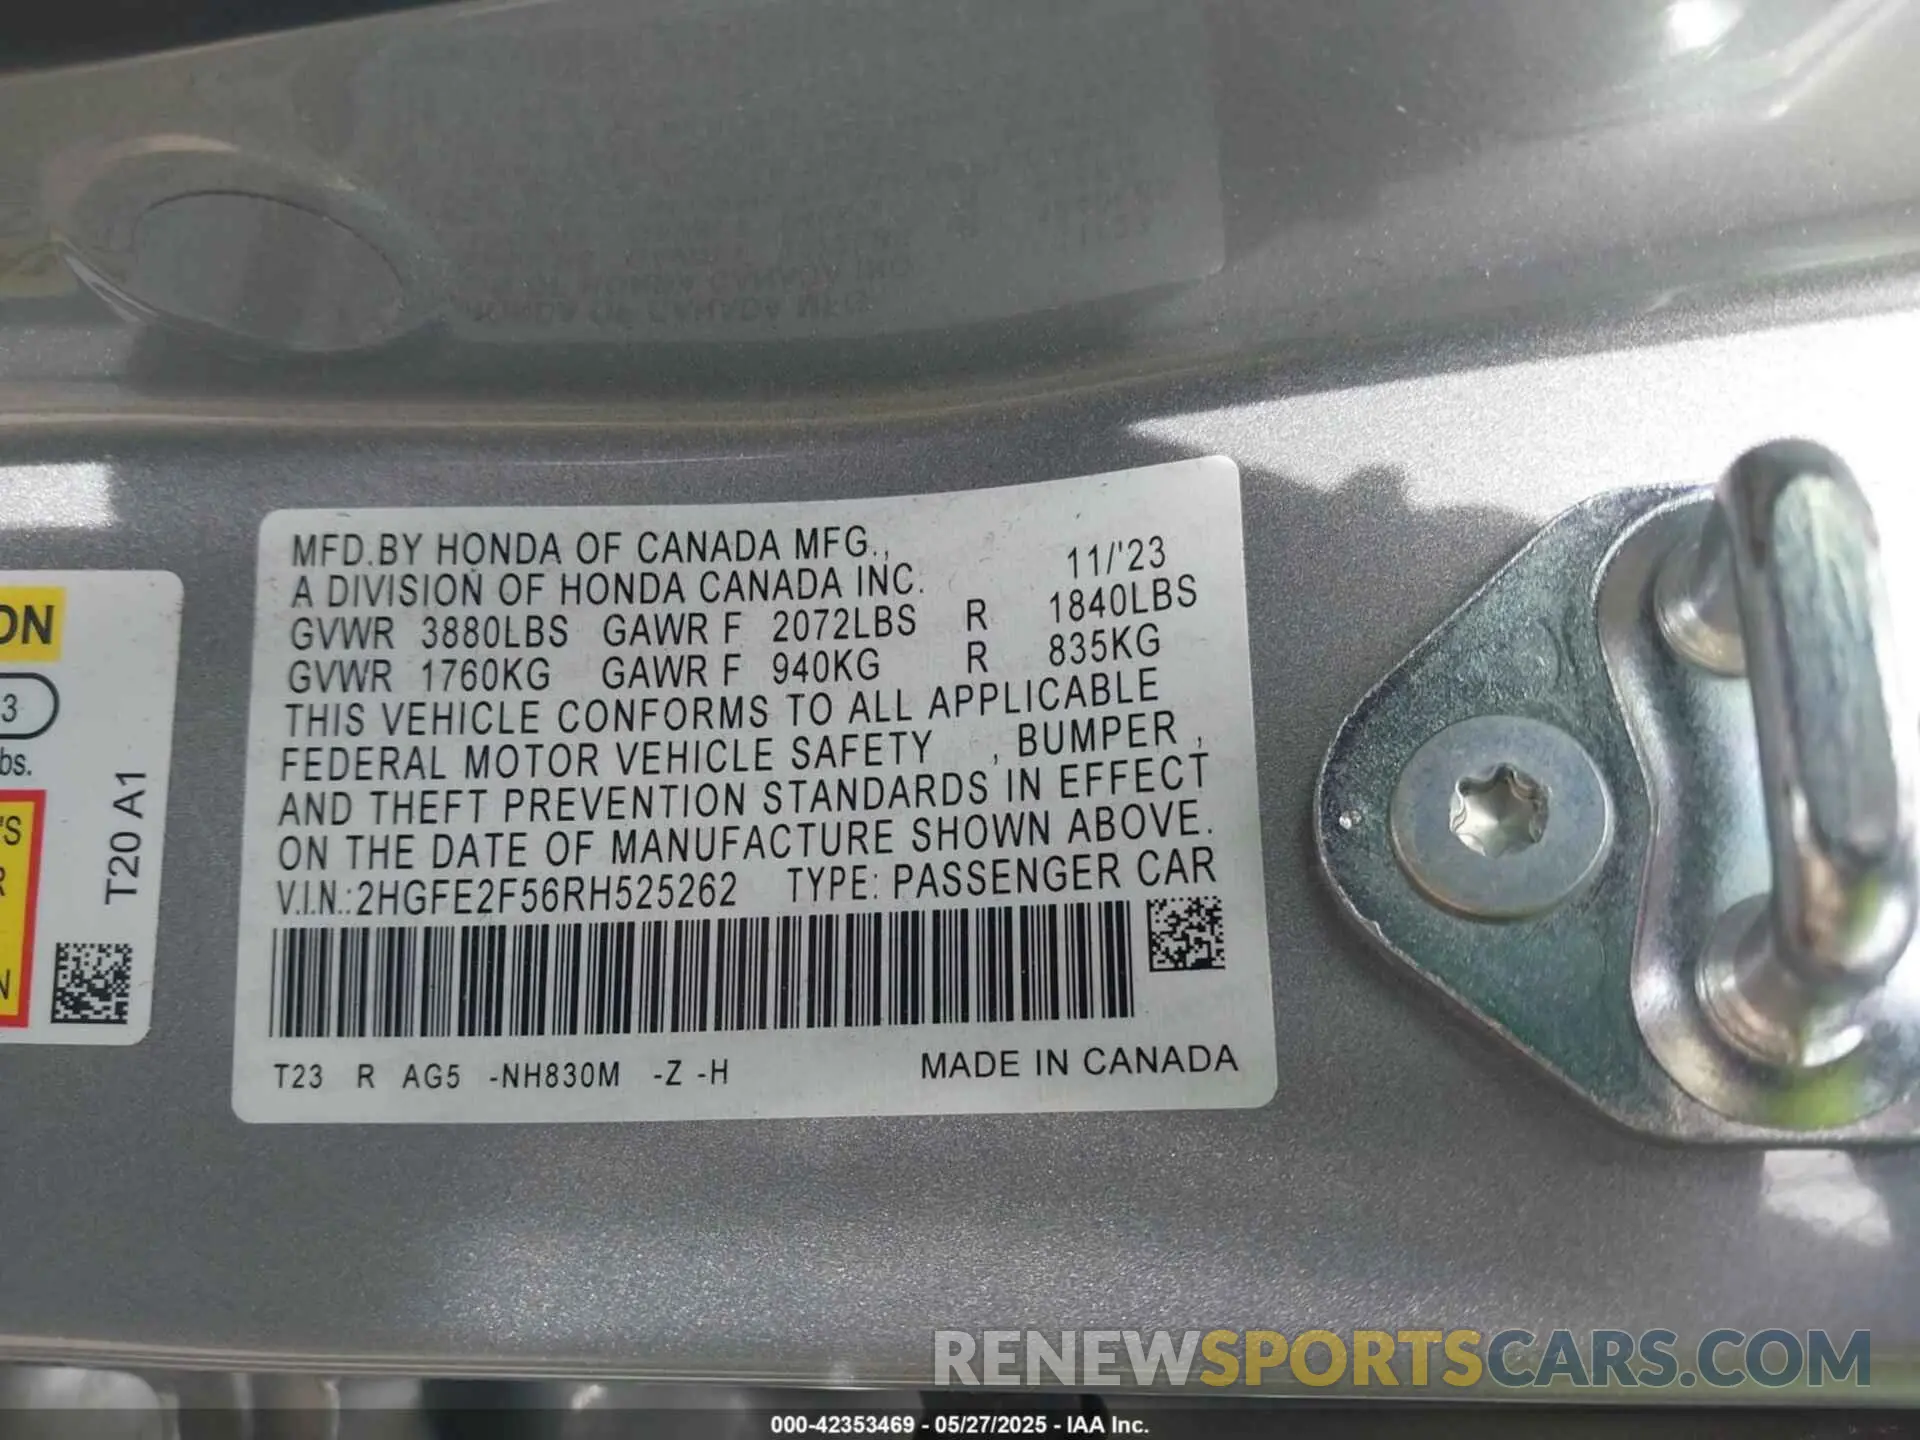 MFD.BY HONDA OF CANADA MFG.,
A DIVISION OF HONDA CANADA INC. 11/'23
GVWR 3880LBS GAWR F 2072LBS R 1840LBS
GVWR 1760KG GAWR F 940KG R 835KG
THIS VEHICLE CONFORMS TO ALL APPLICABLE
FEDERAL MOTOR VEHICLE SAFETY , BUMPER ,
AND THEFT PREVENTION STANDARDS IN EFFECT
ON THE DATE OF MANUFACTURE SHOWN ABOVE.
V.I.N.:2HGFE2F56RH525262 TYPE: PASSENGER CAR
T23 R AG5 -NH830M -Z -H MADE IN CANADA
3
bs.
T20 A1
RENEWSPORTSCARS.COM
000-42353469 - 05/27/2025 - IAA Inc.